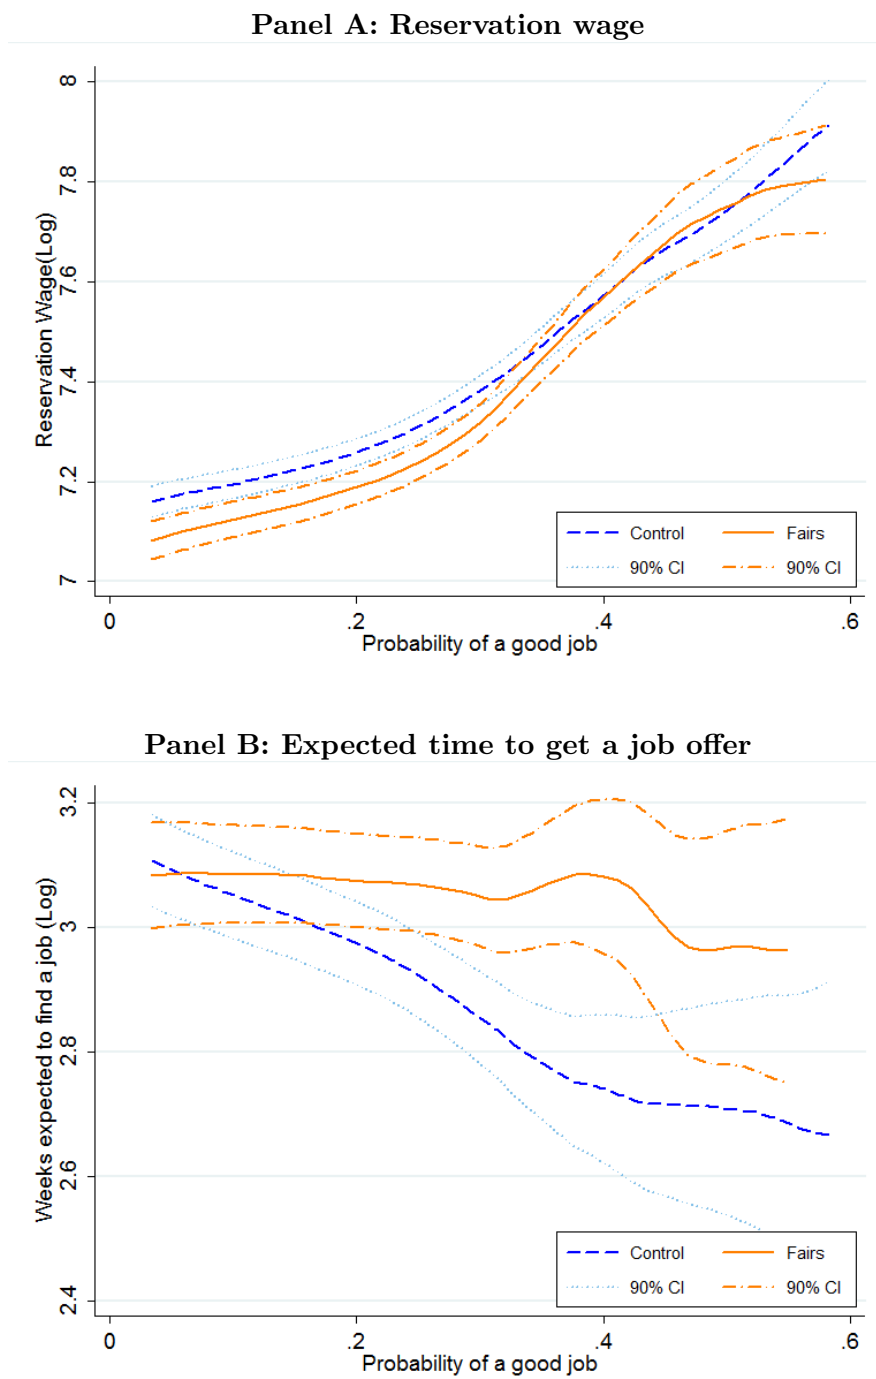 Panel A: Reservation wage
Reservation Wage(Log)
8
7.8
7.6
7.4
7.2
7
Control
Fairs
90% CI
90% CI
0
.2
.4
.6
Probability of a good job
Panel B: Expected time to get a job offer
Weeks expected to find a job (Log)
3.2
3
2.8
2.6
2.4
Control
Fairs
90% CI
90% CI
0
.2
.4
.6
Probability of a good job